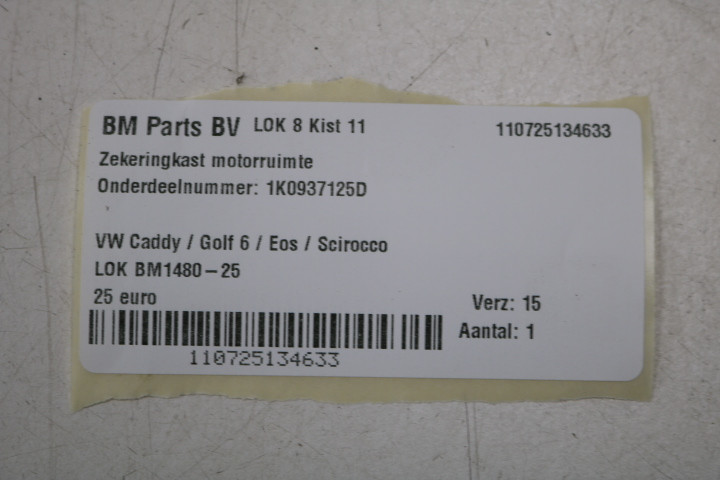 BM Parts BV LOK 8 Kist 11 110725134633
Zekeringkast motorruimte
Onderdeelnummer: 1K0937125D
VW Caddy / Golf 6 / Eos / Scirocco
LOK BM1480-25
25 euro Verz: 15
Aantal: 1
110725134633